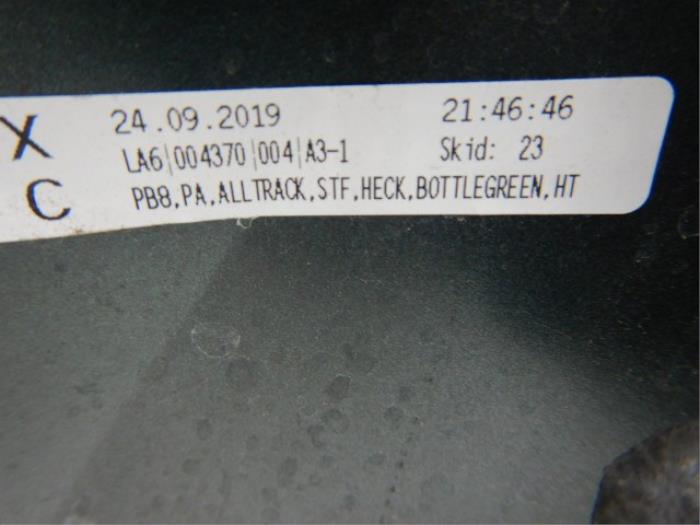 X 24.09.2019 21:46:46
LA6|004370|004|A3-1 Skid: 23
C PB8,PA,ALLTRACK,STF,HECK,BOTTLEGREEN,HT